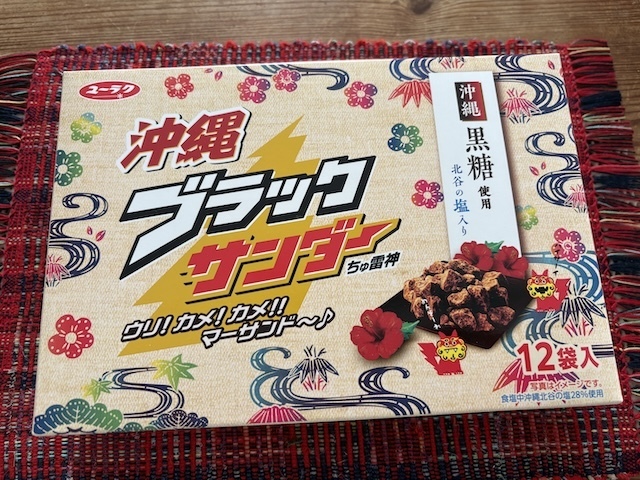 ユーラク
沖縄
ブラック
サンダー
ちゅ雷神
ウリ！カメ！カメ！！
マーサンド〜♪
沖縄
黒糖
使用
北谷の塩入り
12袋入
写真はイメージです。
食塩中沖縄北谷の塩28％使用